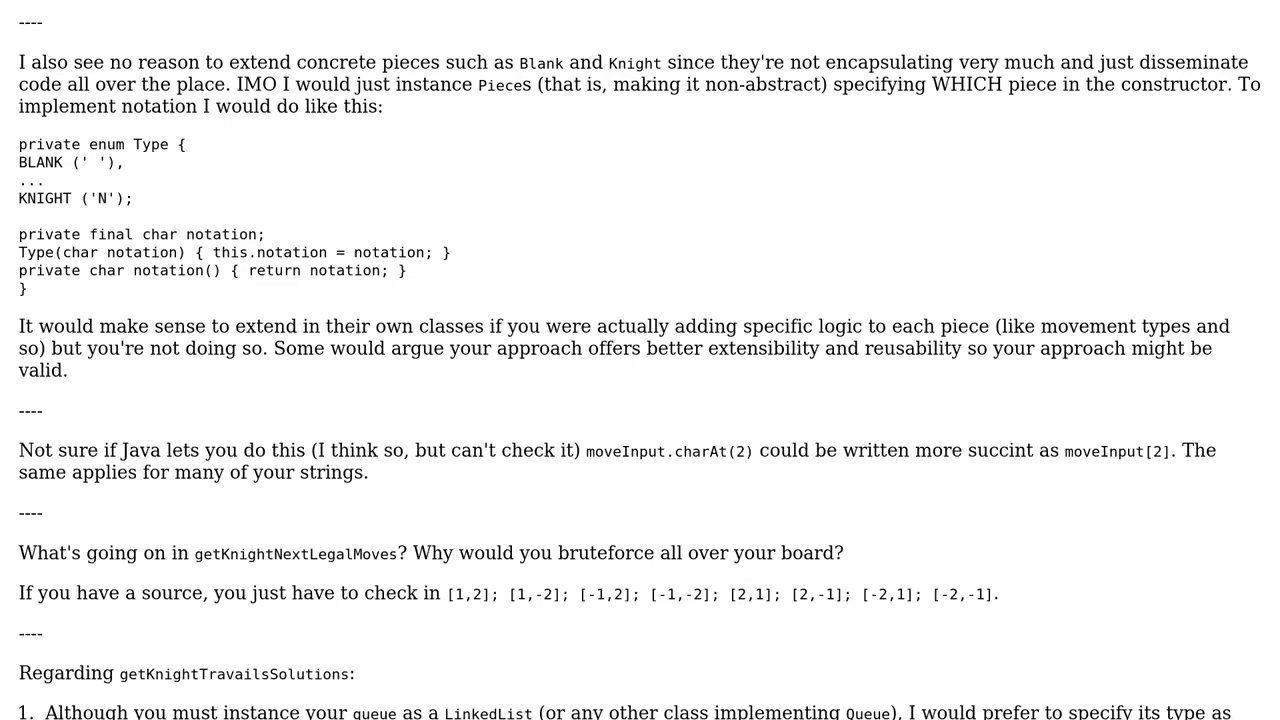 ----
I also see no reason to extend concrete pieces such as Blank and Knight since they're not encapsulating very much and just disseminate
code all over the place. IMO I would just instance Pieces (that is, making it non-abstract) specifying WHICH piece in the constructor. To
implement notation I would do like this:
private enum Type {
BLANK (' '),
...
KNIGHT ('N');
private final char notation;
Type(char notation) { this.notation = notation; }
private char notation() { return notation; }
}
It would make sense to extend in their own classes if you were actually adding specific logic to each piece (like movement types and
so) but you're not doing so. Some would argue your approach offers better extensibility and reusability so your approach might be
valid.
----
Not sure if Java lets you do this (I think so, but can't check it) moveInput.charAt(2) could be written more succint as moveInput[2]. The
same applies for many of your strings.
----
What's going on in getKnightNextLegalMoves? Why would you bruteforce all over your board?
If you have a source, you just have to check in [1,2]; [1,-2]; [-1,2]; [-1,-2]; [2,1]; [2,-1]; [-2,1]; [-2,-1].
----
Regarding getKnightTravailsSolutions:
1. Although you must instance your queue as a LinkedList (or any other class implementing Queue), I would prefer to specify its type as